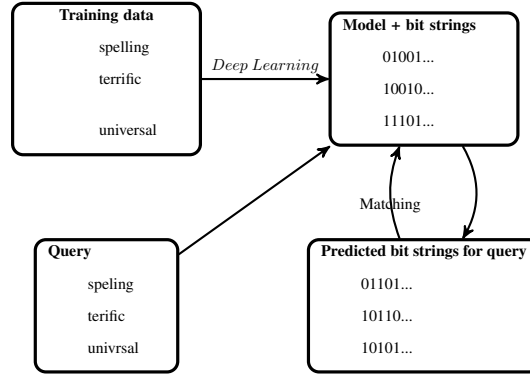 Training data
spelling
terrific
universal
Deep Learning
Model + bit strings
01001...
10010...
11101...
Matching
Query
speling
terific
univrsal
Predicted bit strings for query
01101...
10110...
10101...